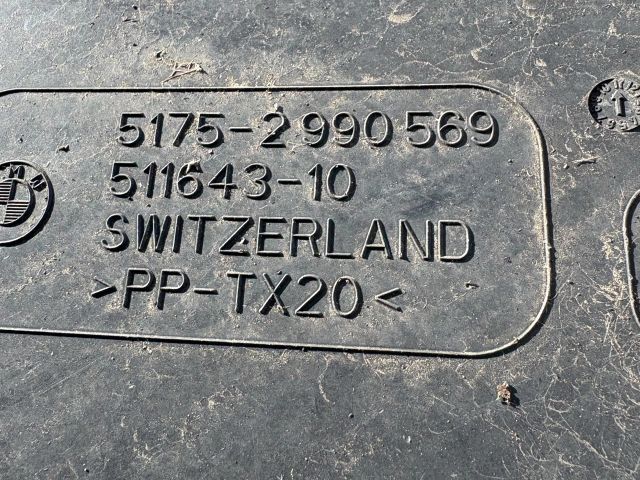 5175-2 990 569
511643-10
SWITZERLAND
>PP-TX20<